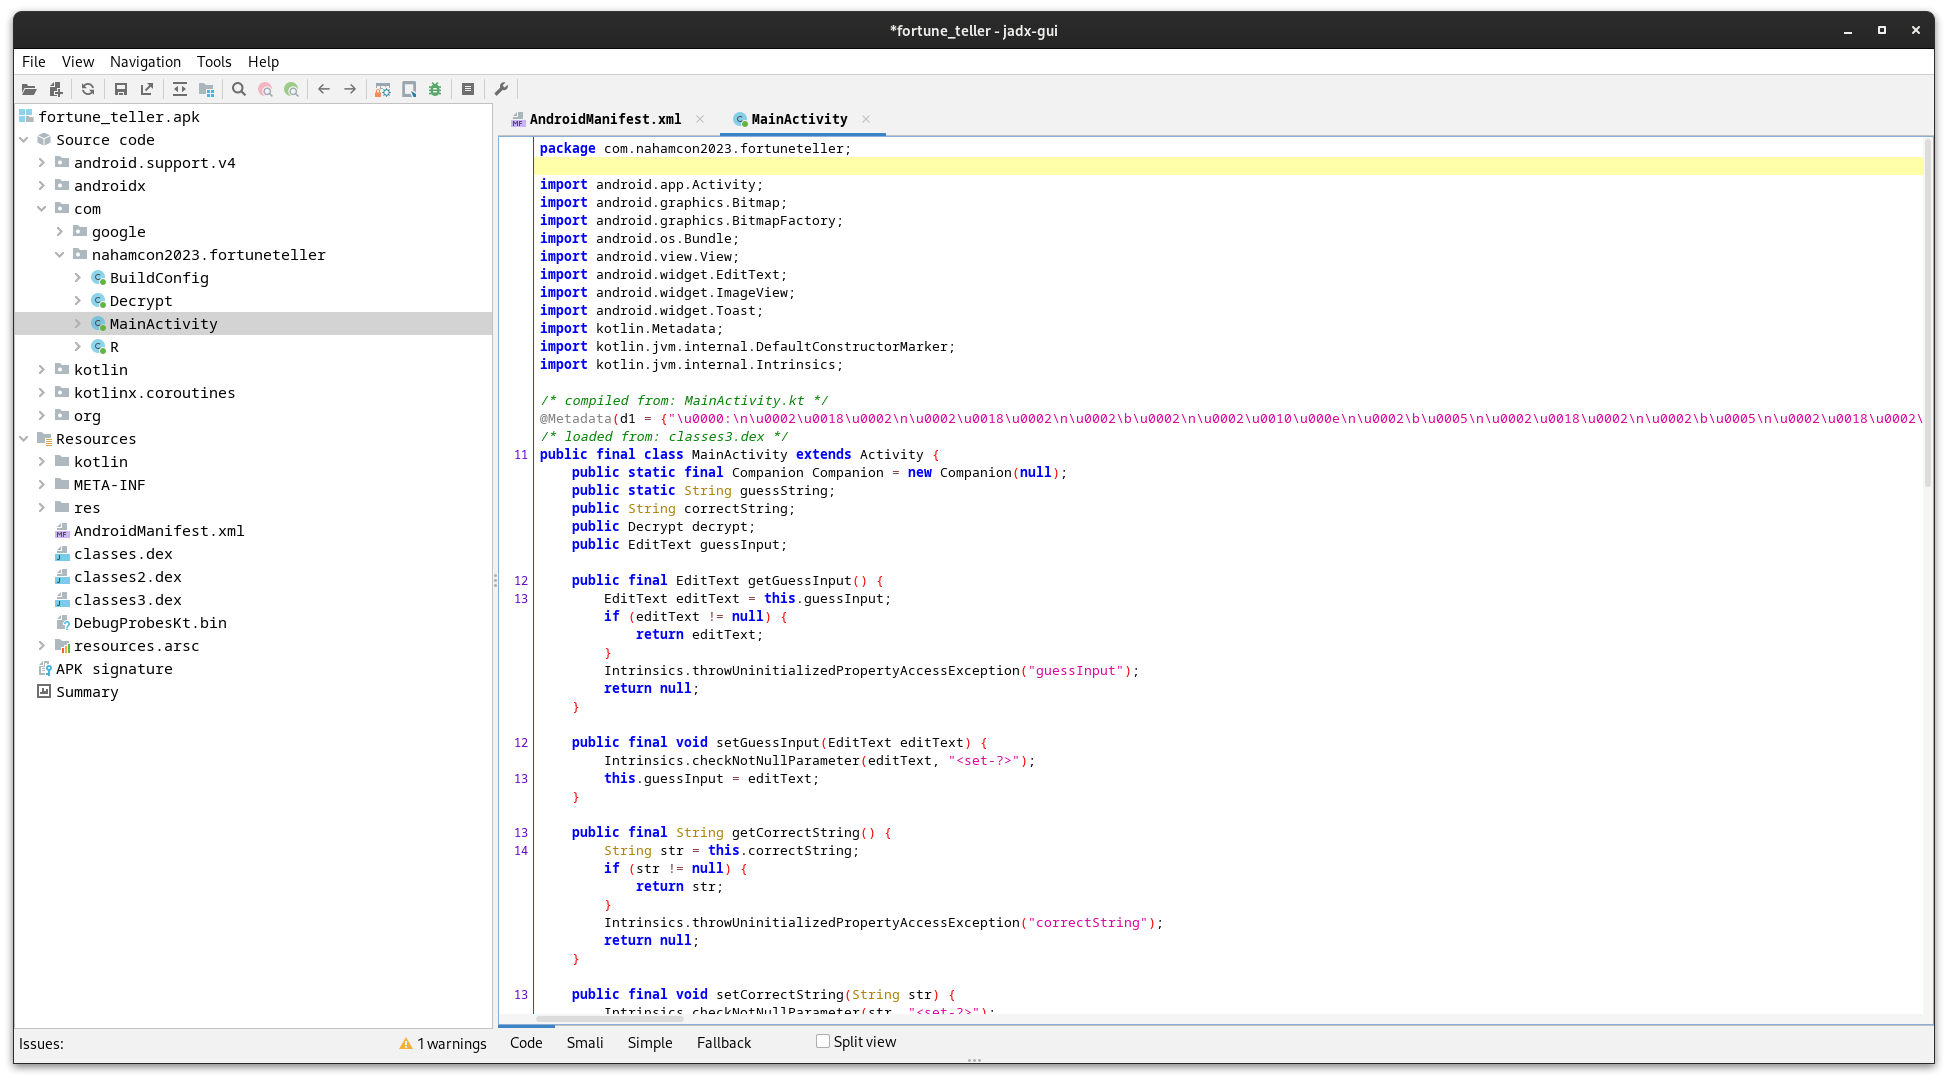 *fortune_teller - jadx-gui
File View Navigation Tools Help
fortune_teller.apk
Source code
android.support.v4
androidx
com
google
nahamcon2023.fortuneteller
BuildConfig
Decrypt
MainActivity
R
kotlin
kotlinx.coroutines
org
Resources
kotlin
META-INF
res
AndroidManifest.xml
classes.dex
classes2.dex
classes3.dex
DebugProbesKt.bin
resources.arsc
APK signature
Summary
AndroidManifest.xml MainActivity
package com.nahamcon2023.fortuneteller;
import android.app.Activity;
import android.graphics.Bitmap;
import android.graphics.BitmapFactory;
import android.os.Bundle;
import android.view.View;
import android.widget.EditText;
import android.widget.ImageView;
import android.widget.Toast;
import kotlin.Metadata;
import kotlin.jvm.internal.DefaultConstructorMarker;
import kotlin.jvm.internal.Intrinsics;
/* compiled from: MainActivity.kt */
@Metadata(d1 = {"\u0000:\n\u0002\u0018\u0002\n\u0002\u0018\u0002\n\u0002\b\u0002\n\u0002\u0010\u000e\n\u0002\b\u0005\n\u0002\u0018\u0002\n\u0002\b\u0005\n\u0002\u0018\u0002\
/* loaded from: classes3.dex */
11 public final class MainActivity extends Activity {
public static final Companion Companion = new Companion(null);
public static String guessString;
public String correctString;
public Decrypt decrypt;
public EditText guessInput;
12 public final EditText getGuessInput() {
13 EditText editText = this.guessInput;
if (editText != null) {
return editText;
}
Intrinsics.throwUninitializedPropertyAccessException("guessInput");
return null;
}
12 public final void setGuessInput(EditText editText) {
Intrinsics.checkNotNullParameter(editText, "<set-?>");
13 this.guessInput = editText;
}
13 public final String getCorrectString() {
14 String str = this.correctString;
if (str != null) {
return str;
}
Intrinsics.throwUninitializedPropertyAccessException("correctString");
return null;
}
13 public final void setCorrectString(String str) {
Intrinsics.checkNotNullParameter(str, "<set-?>");
Issues: 1 warnings Code Smali Simple Fallback Split view